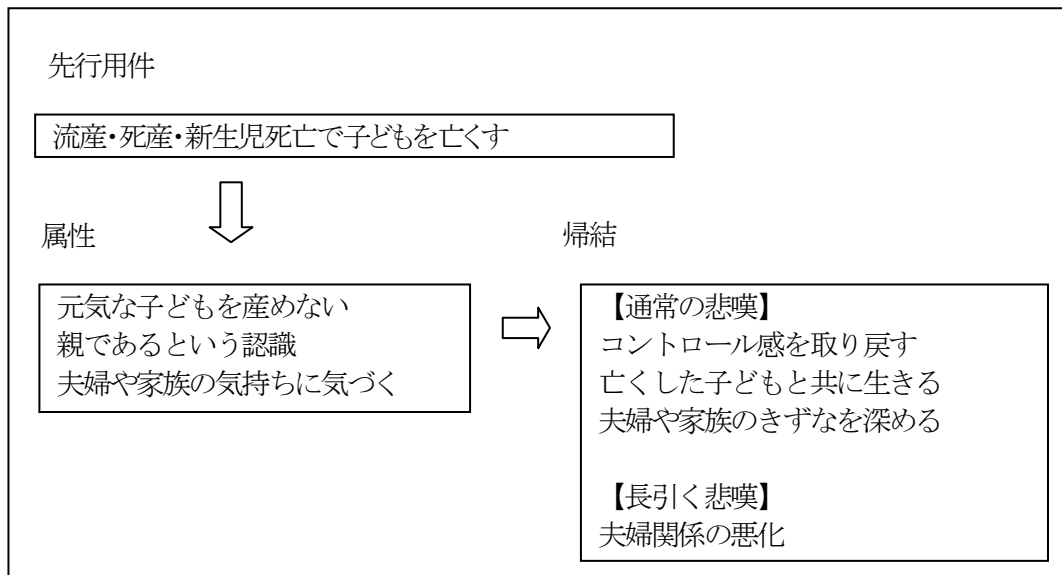 先行用件
流産・死産・新生児死亡で子どもを亡くす
属性
元気な子どもを産めない
親であるという認識
夫婦や家族の気持ちに気づく
帰結
【通常の悲嘆】
コントロール感を取り戻す
亡くした子どもと共に生きる
夫婦や家族のきずなを深める
【長引く悲嘆】
夫婦関係の悪化